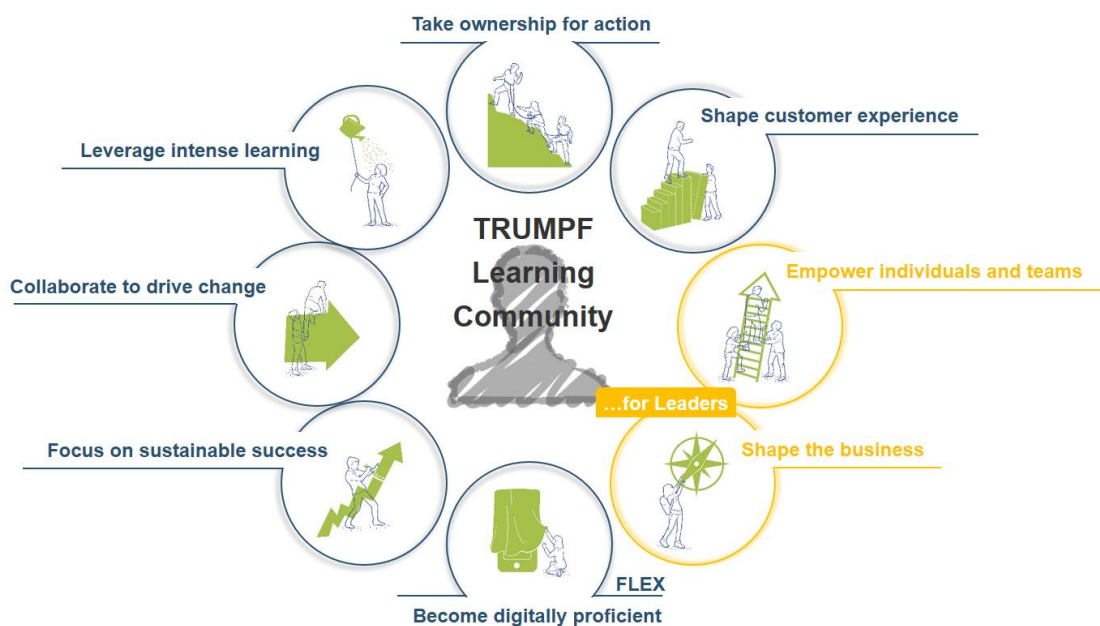 Take ownership for action
Shape customer experience
Leverage intense learning
TRUMPF
Learning
Community
Empower individuals and teams
Collaborate to drive change
…for Leaders
Focus on sustainable success
Shape the business
FLEX
Become digitally proficient